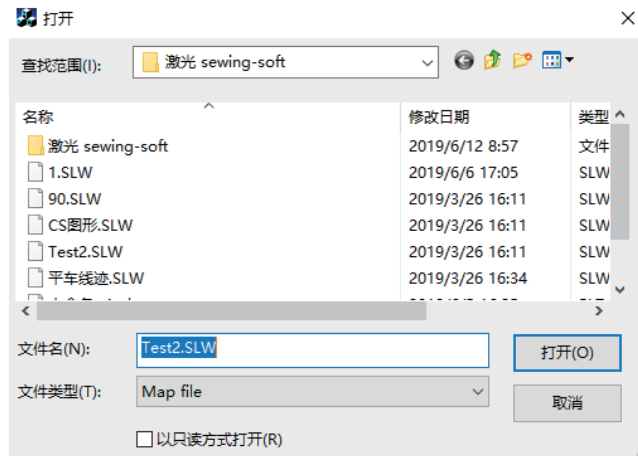 打开
查找范围(I): 激光 sewing-soft
名称 修改日期 类型
激光 sewing-soft 2019/6/12 8:57 文件
1.SLW 2019/6/6 17:05 SLW
90.SLW 2019/3/26 16:11 SLW
CS图形.SLW 2019/3/26 16:11 SLW
Test2.SLW 2019/3/26 16:11 SLW
平车线迹.SLW 2019/3/26 16:34 SLW
文件名(N): Test2.SLW 打开(O)
文件类型(T): Map file 取消
以只读方式打开(R)